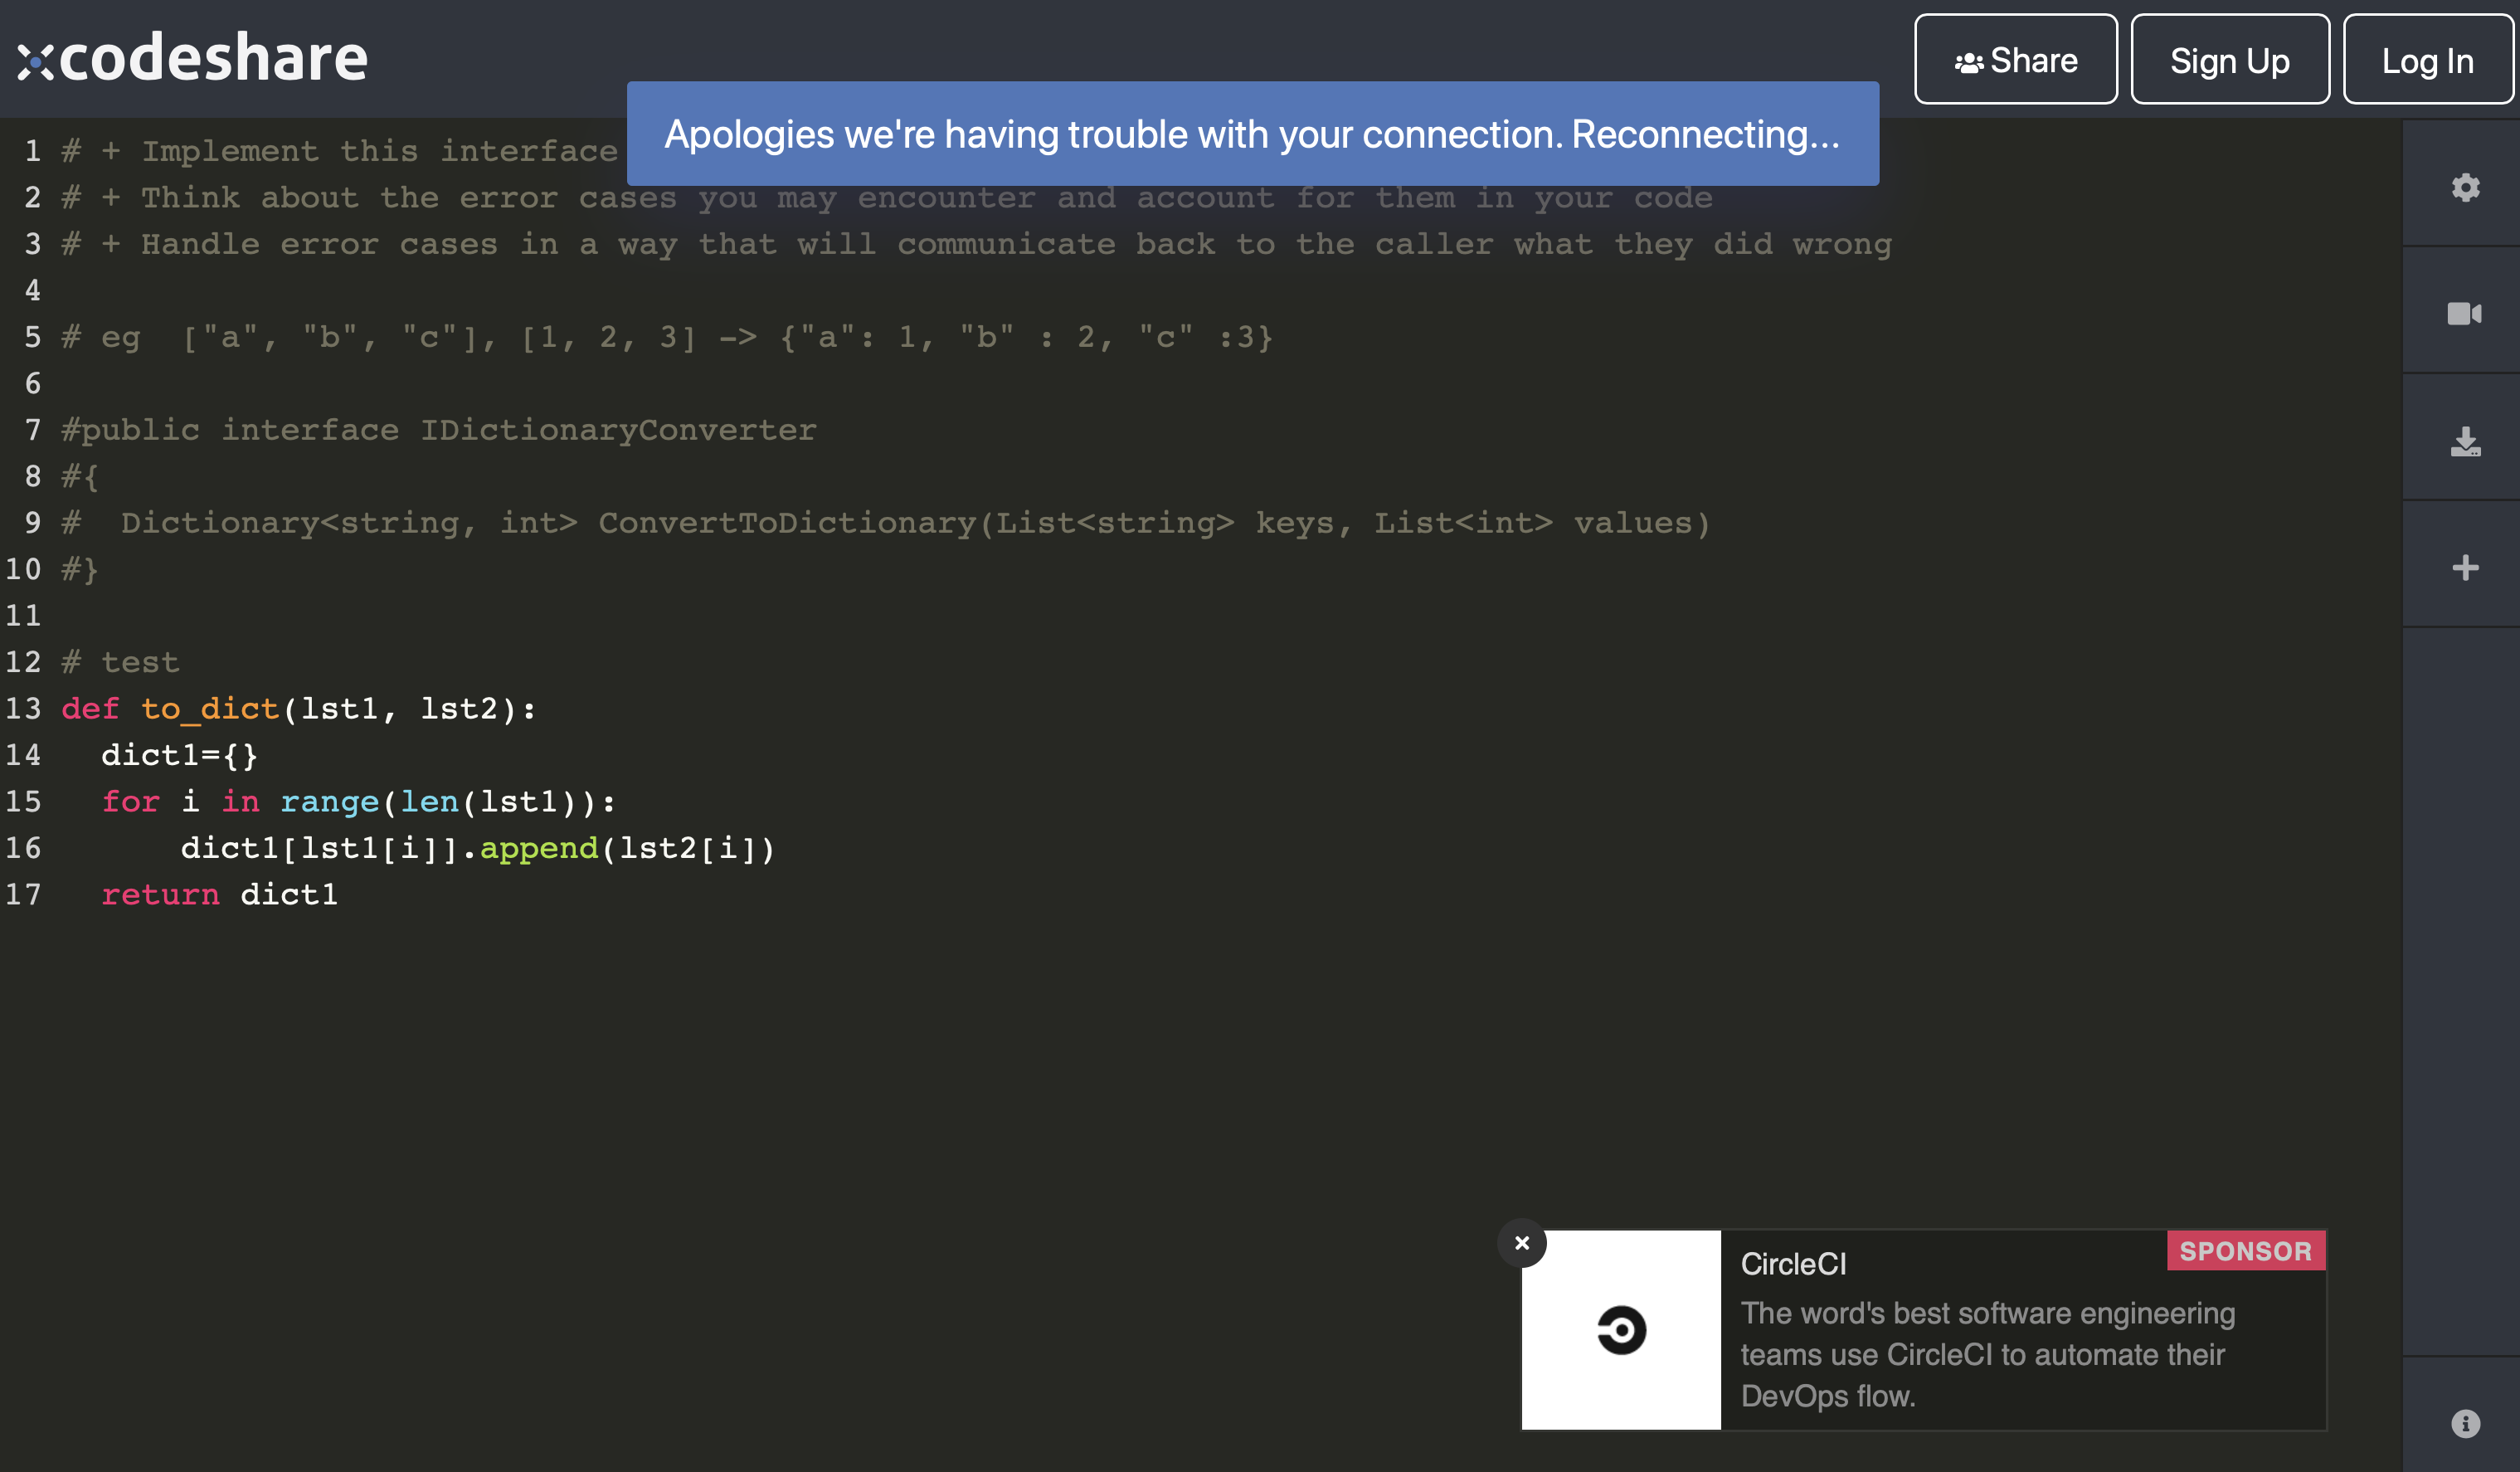 codeshare
Share
Sign Up
Log In
Apologies we're having trouble with your connection. Reconnecting...
1 # + Implement this interface
2 # + Think about the error cases you may encounter and account for them in your code
3 # + Handle error cases in a way that will communicate back to the caller what they did wrong
4
5 # eg  ["a", "b", "c"], [1, 2, 3] -> {"a": 1, "b" : 2, "c" :3}
6
7 #public interface IDictionaryConverter
8 #{
9 #  Dictionary<string, int> ConvertToDictionary(List<string> keys, List<int> values)
10 #}
11
12 # test
13 def to_dict(lst1, lst2):
14   dict1={}
15   for i in range(len(lst1)):
16       dict1[lst1[i]].append(lst2[i])
17   return dict1
CircleCI
SPONSOR
The word's best software engineering
teams use CircleCI to automate their
DevOps flow.